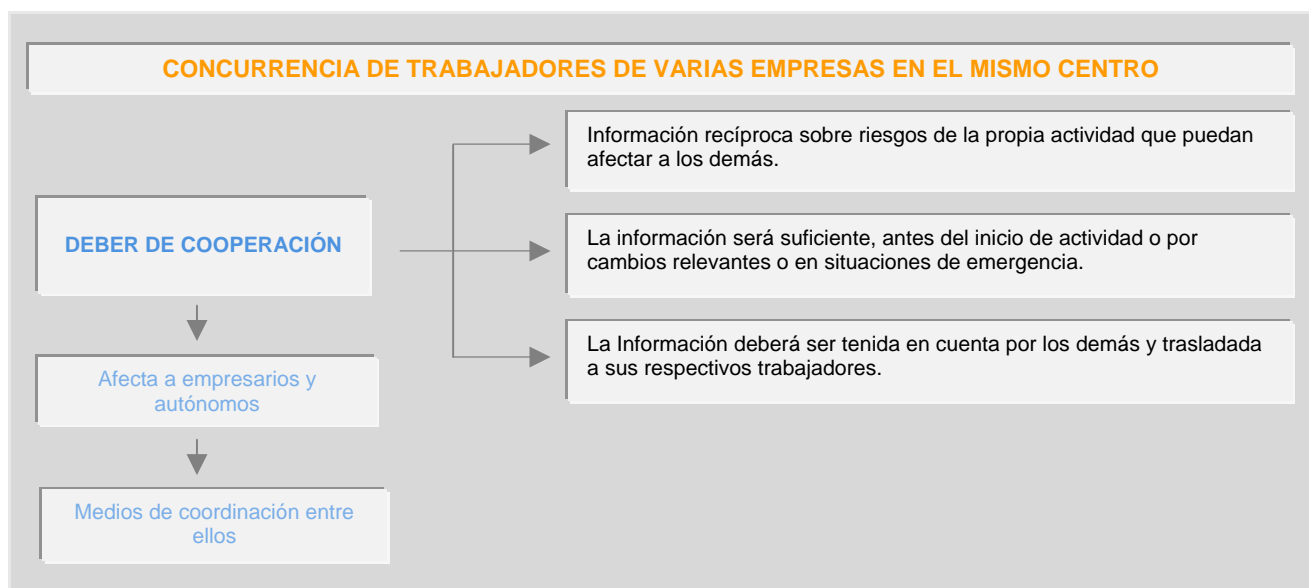 CONCURRENCIA DE TRABAJADORES DE VARIAS EMPRESAS EN EL MISMO CENTRO
Información recíproca sobre riesgos de la propia actividad que puedan
afectar a los demás.
DEBER DE COOPERACIÓN
La información será suficiente, antes del inicio de actividad o por
cambios relevantes o en situaciones de emergencia.
La Información deberá ser tenida en cuenta por los demás y trasladada
a sus respectivos trabajadores.
Afecta a empresarios y
autónomos
Medios de coordinación entre
ellos